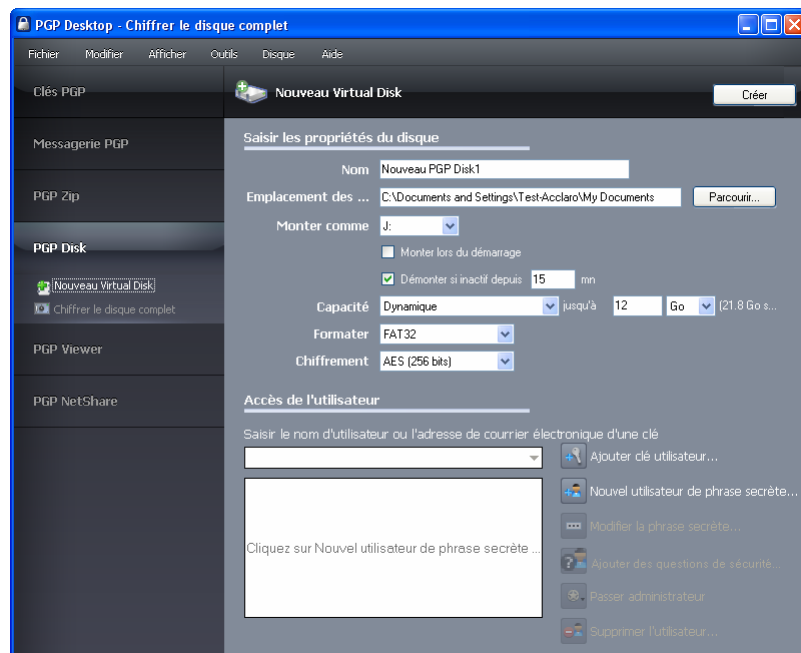 PGP Desktop - Chiffrer le disque complet
Fichier Modifier Afficher Outils Disque Aide
Clés PGP
Messagerie PGP
PGP Zip
PGP Disk
Nouveau Virtual Disk
Chiffrer le disque complet
PGP Viewer
PGP NetShare
Nouveau Virtual Disk
Créer
Saisir les propriétés du disque
Nom Nouveau PGP Disk1
Emplacement des ... C:\Documents and Settings\Test-Acclaro\My Documents Parcourir...
Monter comme J:
Monter lors du démarrage
Démonter si inactif depuis 15 mn
Capacité Dynamique jusqu'à 12 Go (21.8 Go s...
Formater FAT32
Chiffrement AES (256 bits)
Accès de l'utilisateur
Saisir le nom d'utilisateur ou l'adresse de courrier électronique d'une clé
Ajouter clé utilisateur...
Nouvel utilisateur de phrase secrète...
Modifier la phrase secrète...
Cliquez sur Nouvel utilisateur de phrase secrète ...
Ajouter des questions de sécurité...
Passer administrateur
Supprimer l'utilisateur...